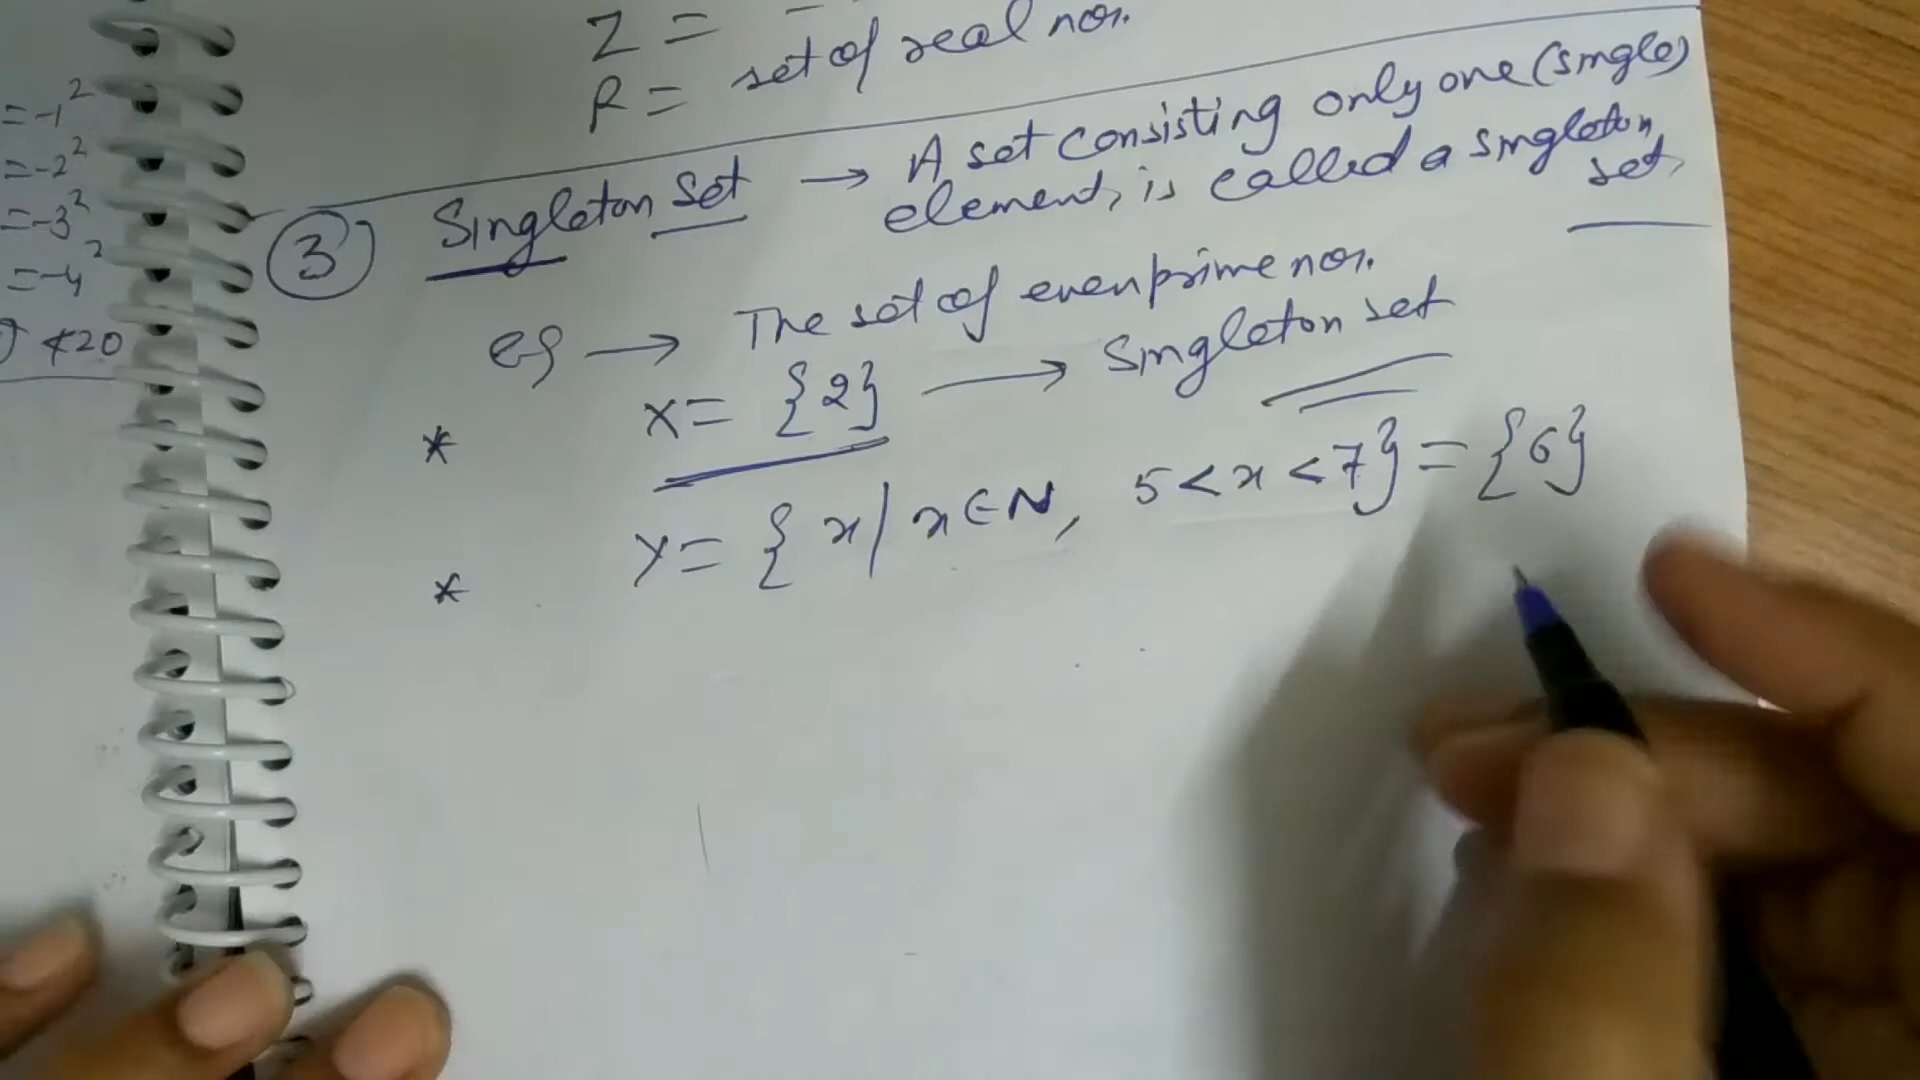 = -1²
= -2²
= -3²
= -4²
<20
Z =
R = set of real nos.
3) Singleton Set → A set consisting only one (single)
element, is called a singleton
set,
eg → The set of even prime nos.
* X = {2} → Singleton set
* Y = { x / x ∈ N, 5 < x < 7} = {6}